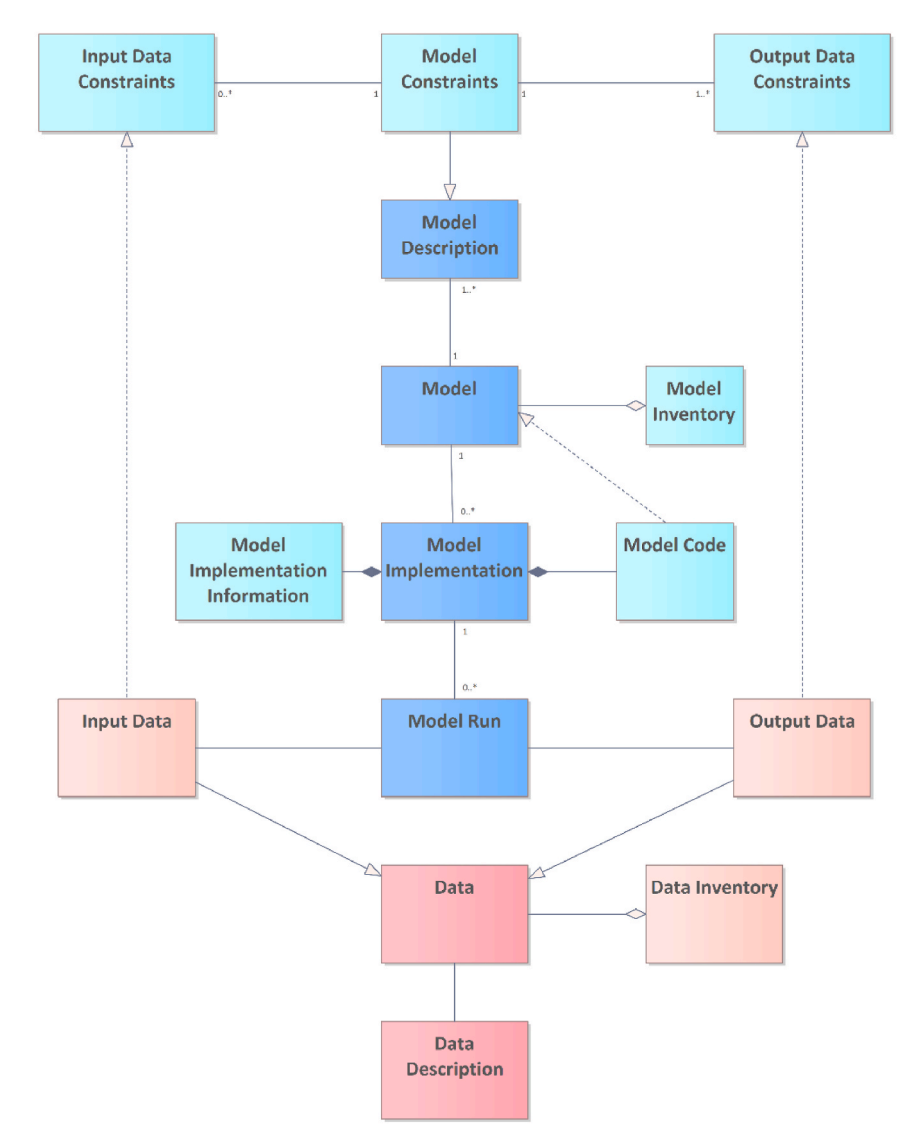 Input Data
Constraints
Model
Constraints
Output Data
Constraints
0..*
1
1
1..*
Model
Description
1..*
1
Model
Model
Inventory
1
0..*
Model
Implementation
Information
Model
Implementation
Model Code
1
0..*
Input Data
Model Run
Output Data
Data
Data Inventory
Data
Description